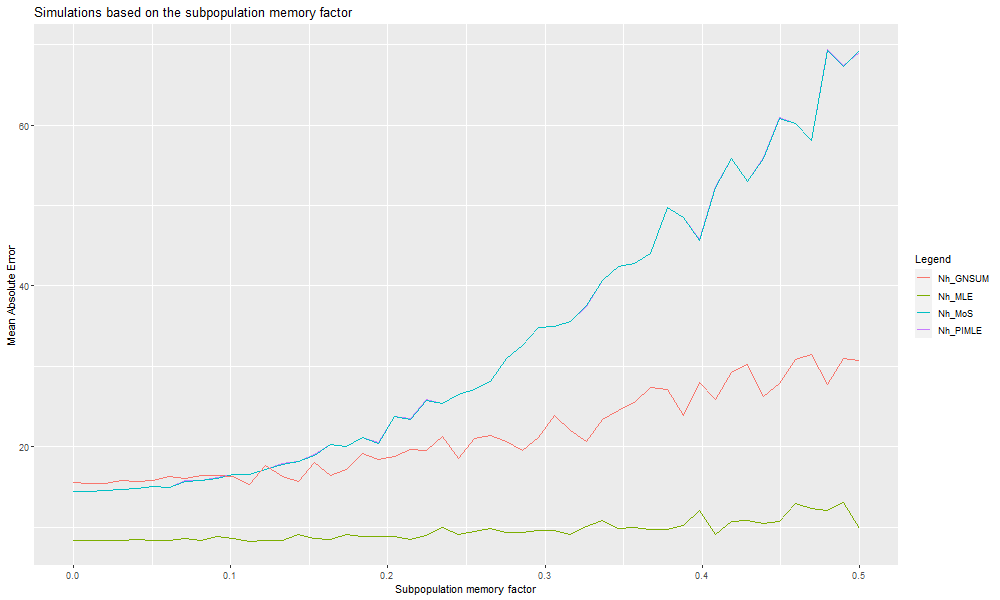 Simulations based on the subpopulation memory factor
Mean Absolute Error
60
40
20
0.0
0.1
0.2
0.3
0.4
0.5
Subpopulation memory factor
Legend
Nh_GNSUM
Nh_MLE
Nh_MoS
Nh_PIMLE